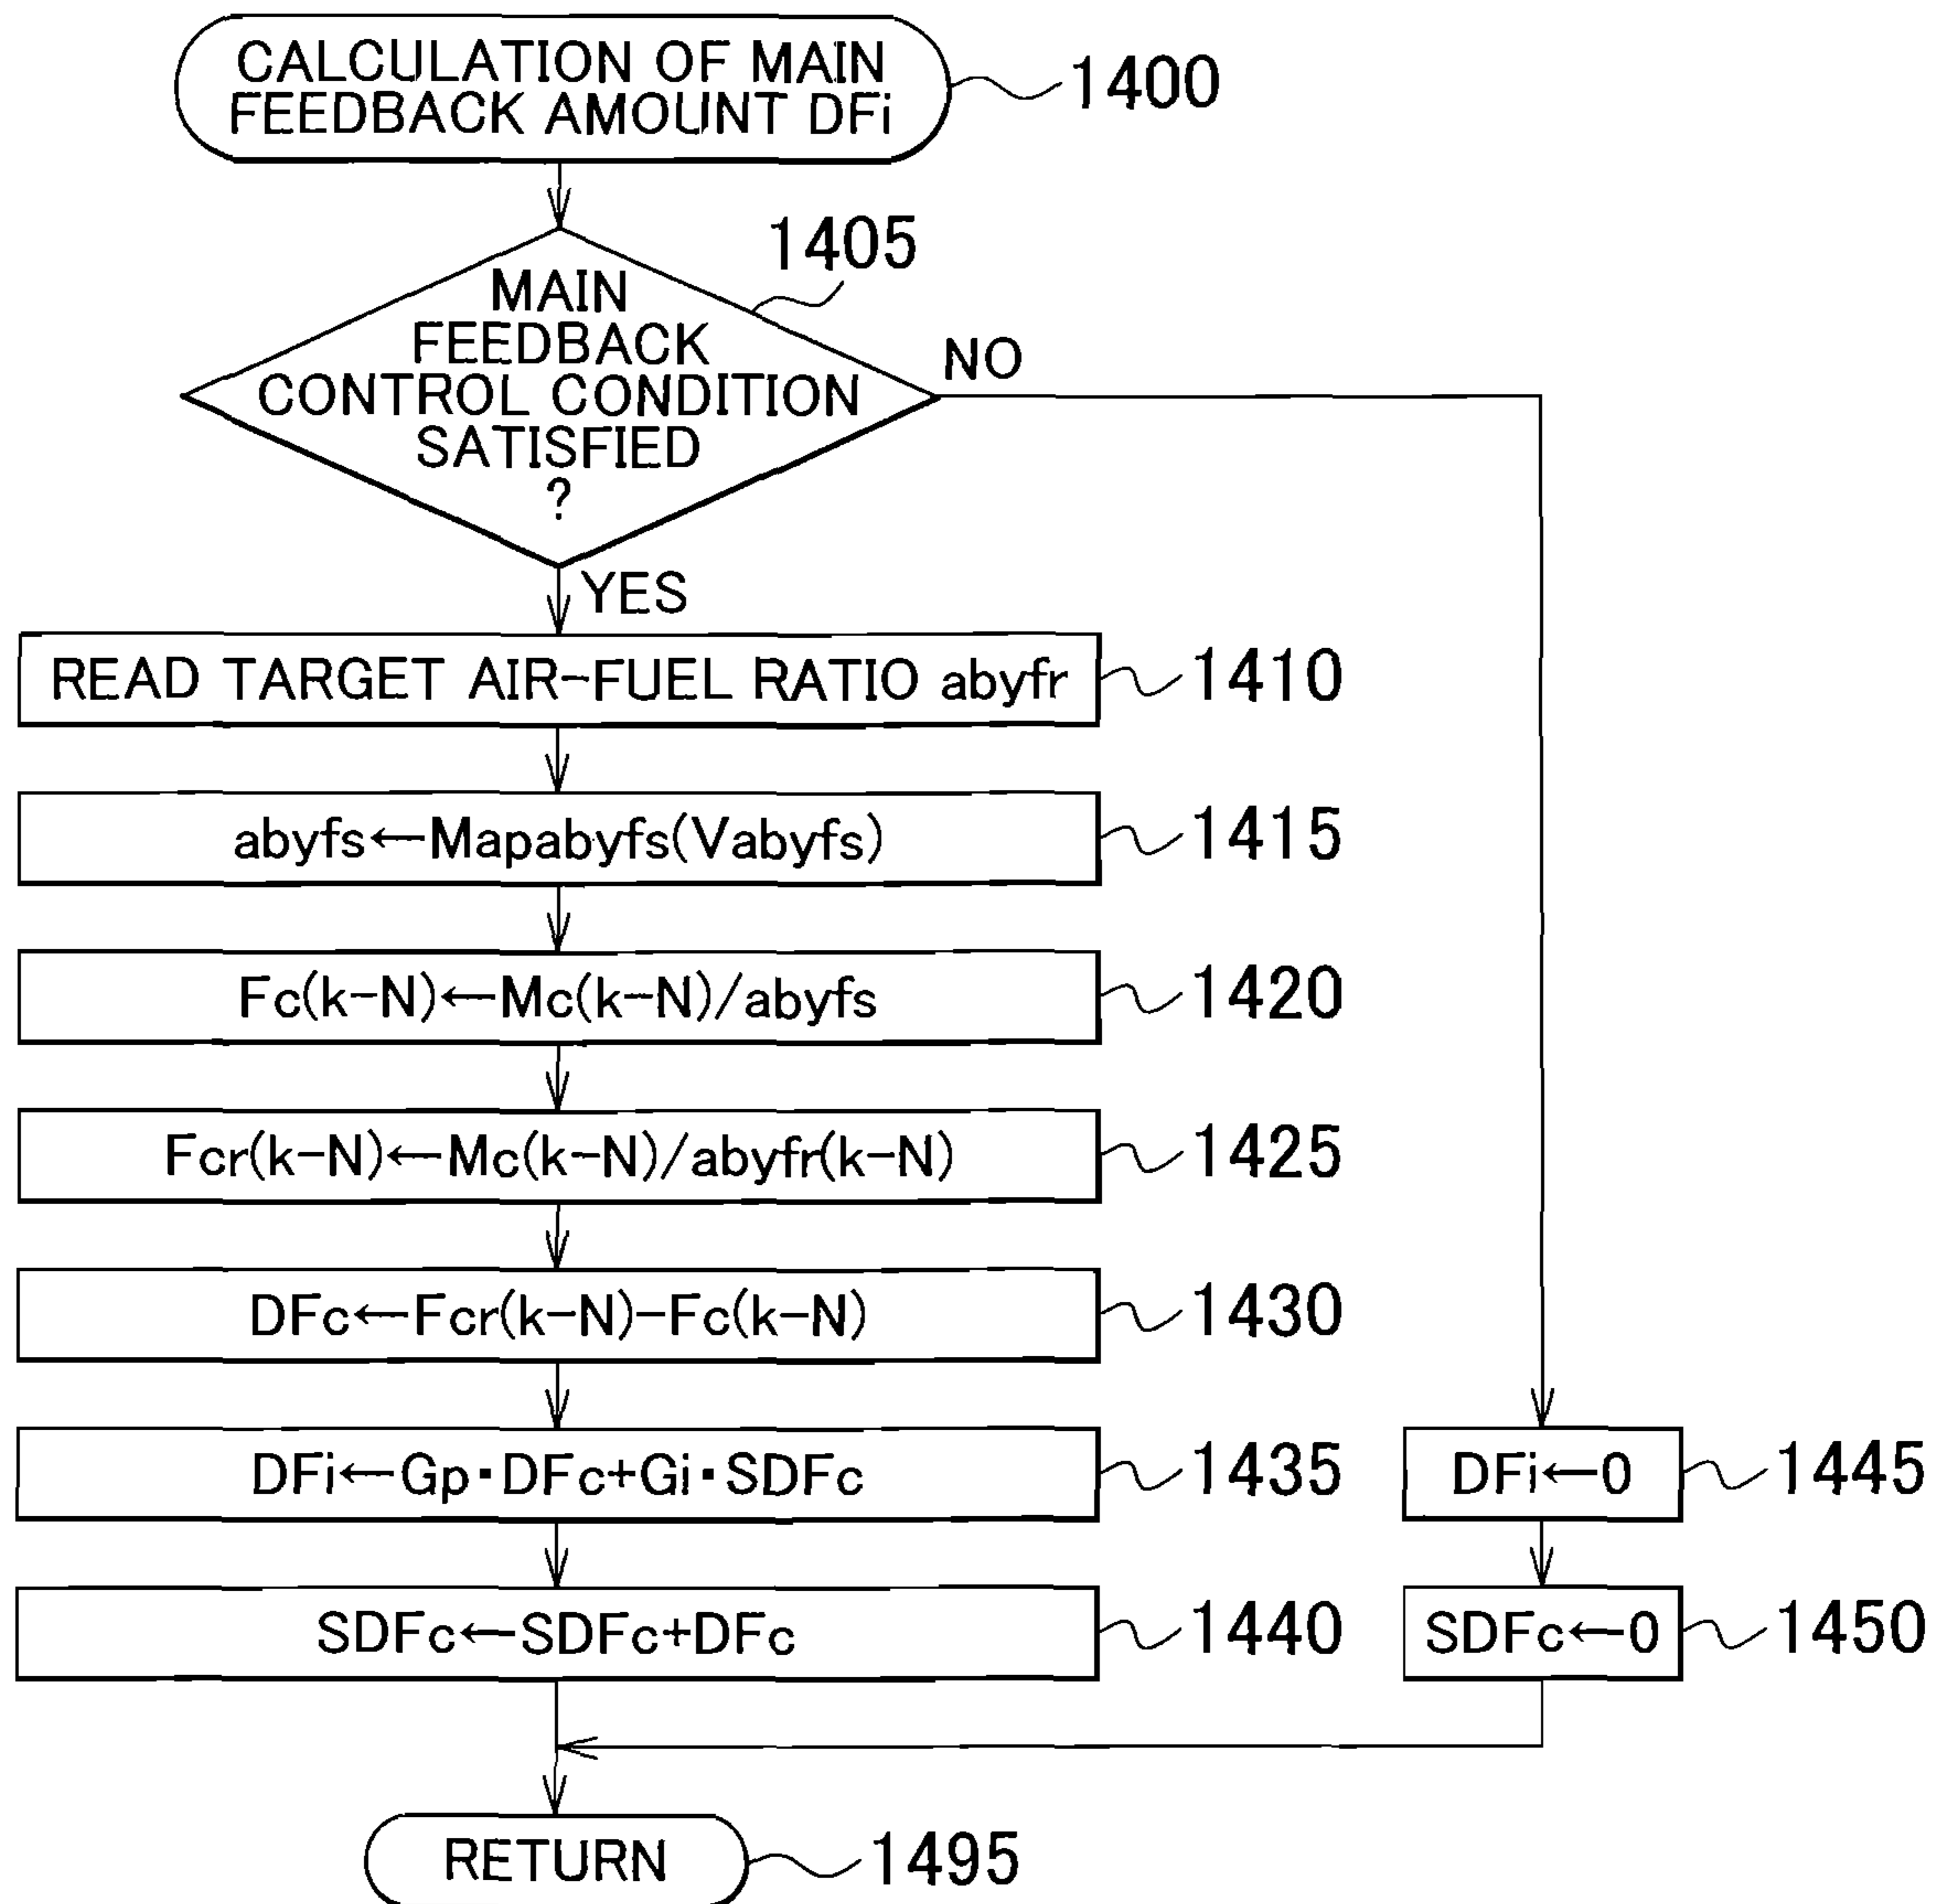 CALCULATION OF MAIN
FEEDBACK AMOUNT DFi
1400
1405
MAIN
FEEDBACK
CONTROL CONDITION
SATISFIED
?
NO
YES
READ TARGET AIR-FUEL RATIO abyfr
1410
abyfs←Mapabyfs(Vabyfs)
1415
Fc(k-N)←Mc(k-N)/abyfs
1420
Fcr(k-N)←Mc(k-N)/abyfr(k-N)
1425
DFc←Fcr(k-N)-Fc(k-N)
1430
DFi←Gp·DFc+Gi·SDFc
1435
DFi←0
1445
SDFc←SDFc+DFc
1440
SDFc←0
1450
RETURN
1495